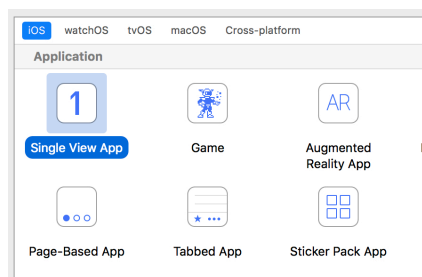 iOS watchOS tvOS macOS Cross-platform
Application
1
AR
Single View App Game Augmented
Reality App
Page-Based App Tabbed App Sticker Pack App